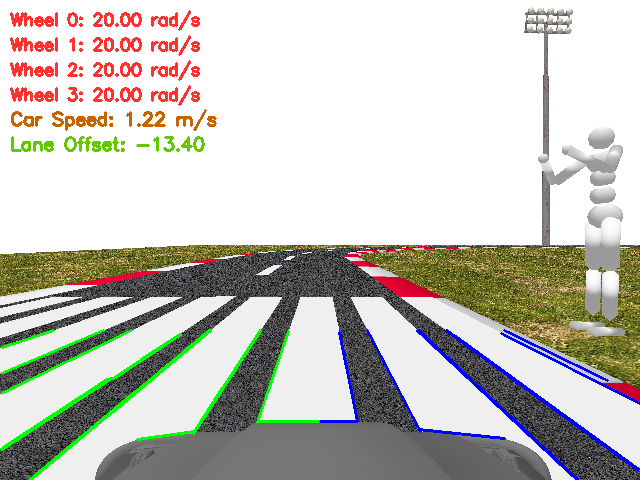 Wheel 0: 20.00 rad/s
Wheel 1: 20.00 rad/s
Wheel 2: 20.00 rad/s
Wheel 3: 20.00 rad/s
Car Speed: 1.22 m/s
Lane Offset: -13.40